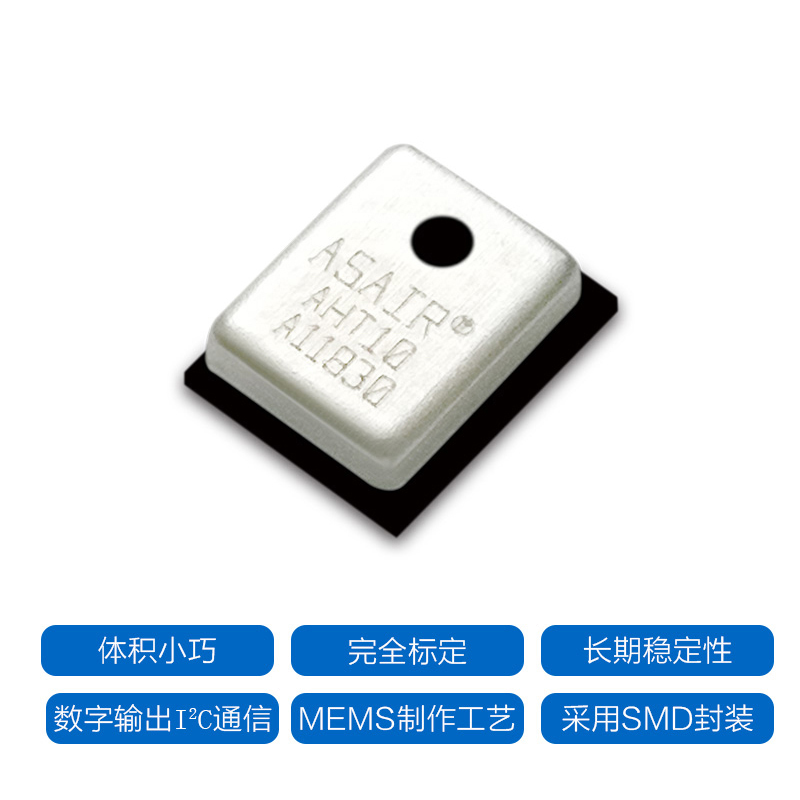 ASAIR®
AHT10
A11830
体积小巧
完全标定
长期稳定性
数字输出I²C通信
MEMS制作工艺
采用SMD封装